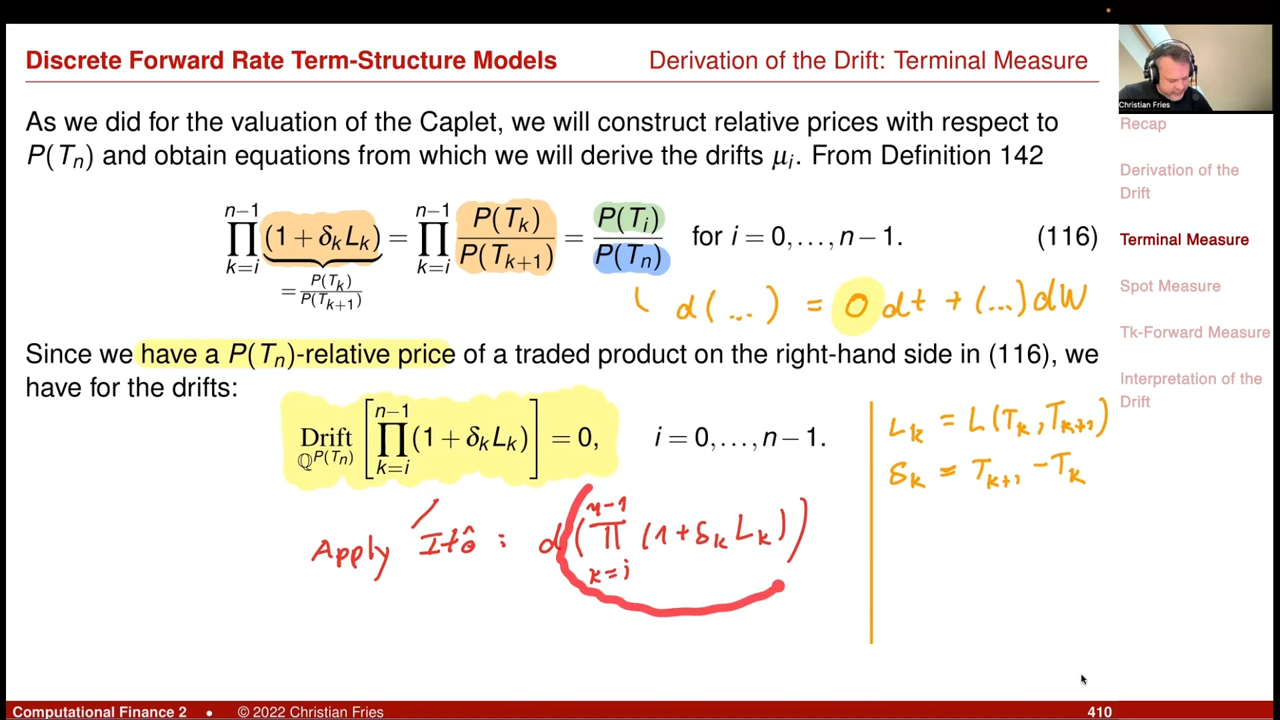 Discrete Forward Rate Term-Structure Models
Derivation of the Drift: Terminal Measure
Christian Fries
As we did for the valuation of the Caplet, we will construct relative prices with respect to
P(Tₙ) and obtain equations from which we will derive the drifts μᵢ. From Definition 142
∏_{k=i}^{n−1} (1 + δₖLₖ) = ∏_{k=i}^{n−1} P(Tₖ)/P(Tₖ₊₁) = P(Tᵢ)/P(Tₙ) for i = 0, …, n − 1. (116)
= P(Tₖ)/P(Tₖ₊₁)
d(...) = 0 dt + (...) dW
Since we have a P(Tₙ)-relative price of a traded product on the right-hand side in (116), we
have for the drifts:
Drift_{ℚ^{P(Tₙ)}} [∏_{k=i}^{n−1} (1 + δₖLₖ)] = 0, i = 0, …, n − 1.
Lₖ = L(Tₖ, Tₖ₊₁)
δₖ = Tₖ₊₁ − Tₖ
Apply Itô : d(∏_{k=i}^{n−1} (1 + δₖ Lₖ))
Recap
Derivation of the
Drift
Terminal Measure
Spot Measure
Tk-Forward Measure
Interpretation of the
Drift
Computational Finance 2 • © 2022 Christian Fries
410